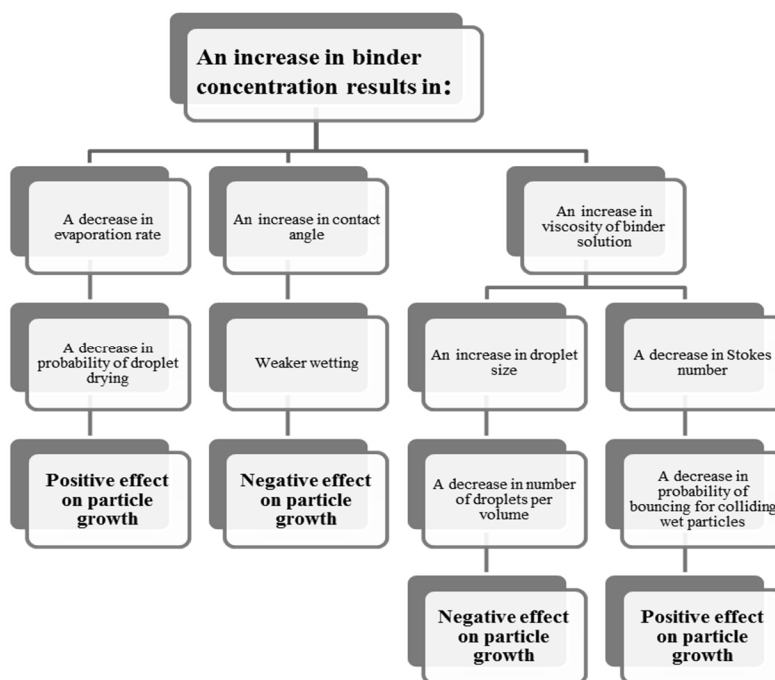 An increase in binder
concentration results in:
A decrease in
evaporation rate
An increase in contact
angle
An increase in
viscosity of binder
solution
A decrease in
probability of droplet
drying
Weaker wetting
An increase in droplet
size
A decrease in Stokes
number
Positive effect
on particle
growth
Negative effect
on particle
growth
A decrease in number
of droplets per
volume
A decrease in
probability of
bouncing for colliding
wet particles
Negative effect
on particle
growth
Positive effect
on particle
growth